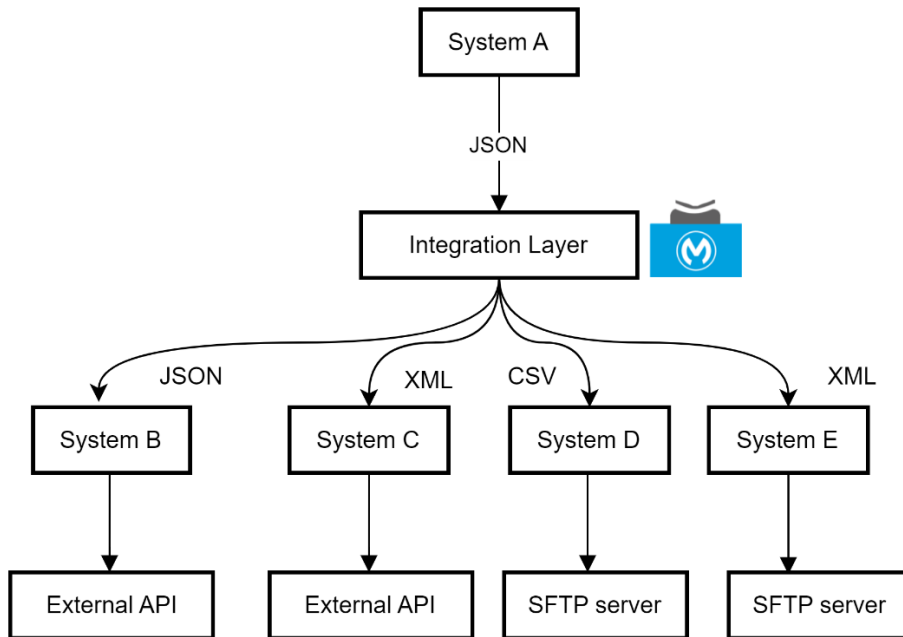 System A
JSON
Integration Layer
JSON
XML
CSV
XML
System B
System C
System D
System E
External API
External API
SFTP server
SFTP server